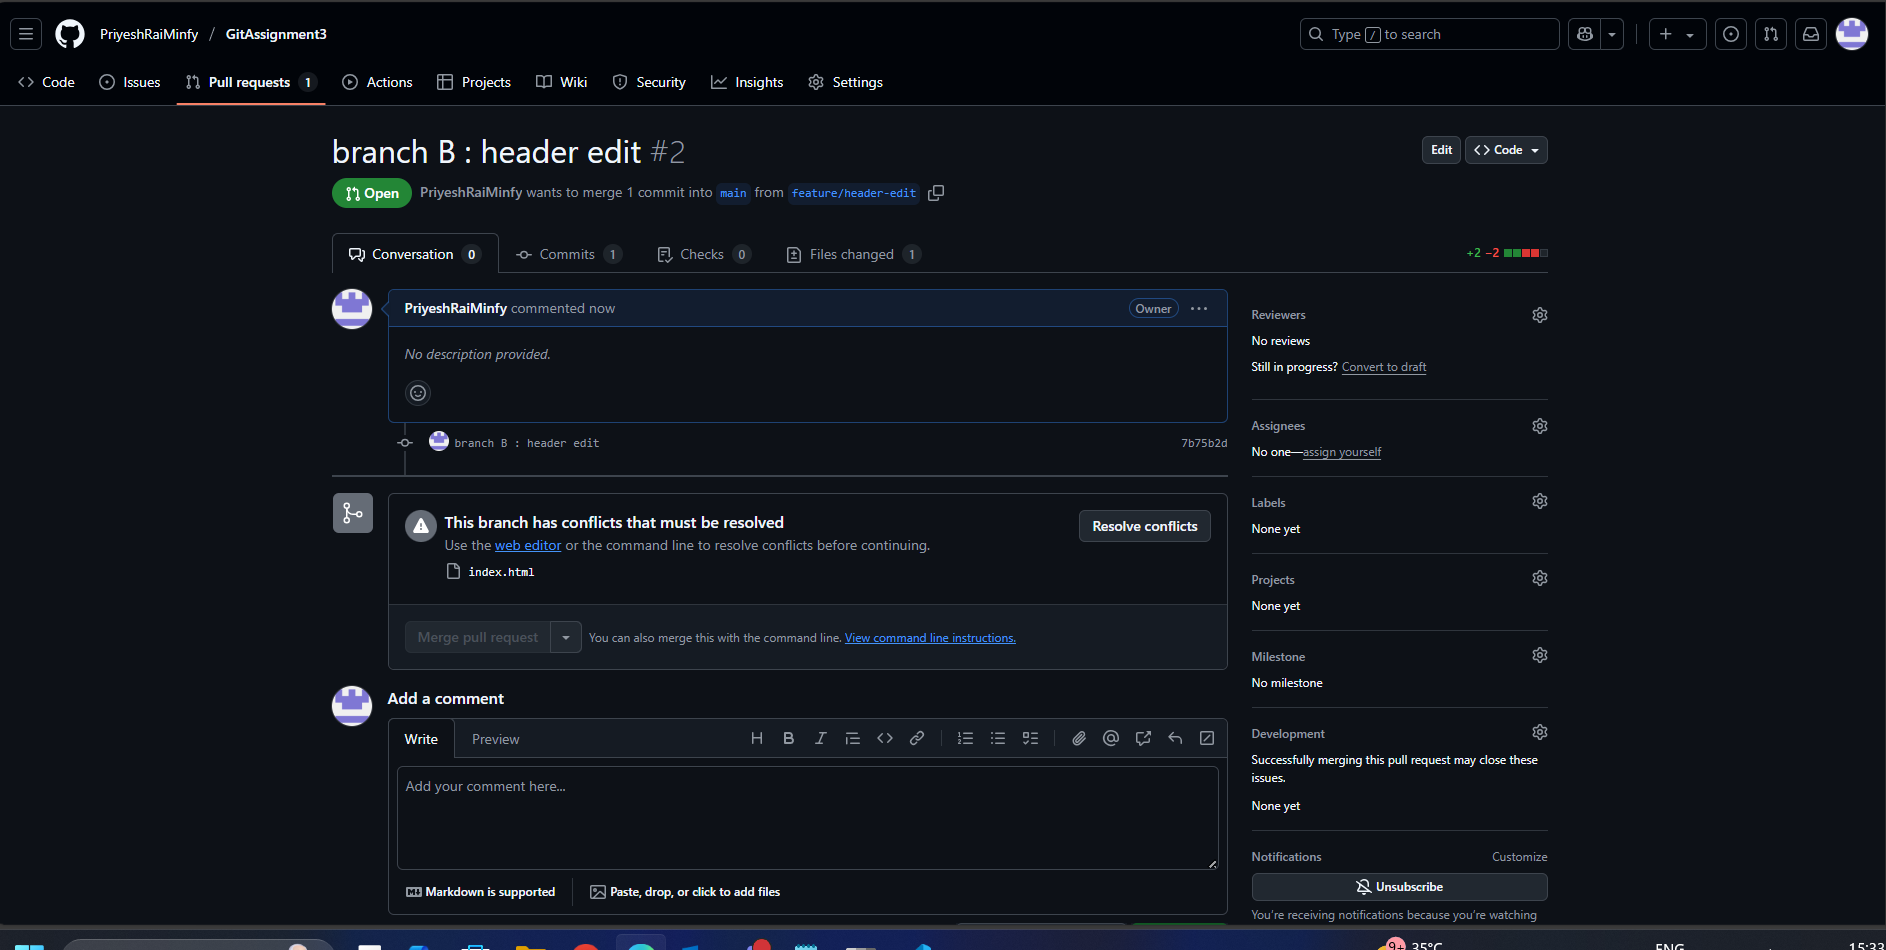 PriyeshRaiMinfy / GitAssignment3
Type / to search
Code Issues Pull requests 1 Actions Projects Wiki Security Insights Settings
branch B : header edit #2
Edit
Code
Open
PriyeshRaiMinfy wants to merge 1 commit into main from feature/header-edit
Conversation 0 Commits 1 Checks 0 Files changed 1
+2 −2
PriyeshRaiMinfy commented now
Owner
No description provided.
branch B : header edit
7b75b2d
This branch has conflicts that must be resolved
Use the web editor or the command line to resolve conflicts before continuing.
index.html
Resolve conflicts
Merge pull request
You can also merge this with the command line. View command line instructions.
Add a comment
Write Preview
Add your comment here...
Markdown is supported
Paste, drop, or click to add files
Reviewers
No reviews
Still in progress? Convert to draft
Assignees
No one—assign yourself
Labels
None yet
Projects
None yet
Milestone
No milestone
Development
Successfully merging this pull request may close these
issues.
None yet
Notifications
Customize
Unsubscribe
You're receiving notifications because you're watching
9+
35°C
ENG
15:33